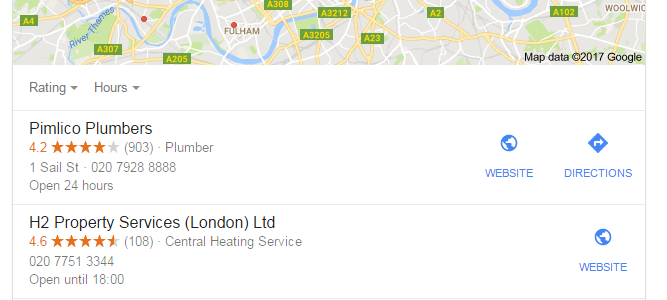 A308
A4
A3212
A2
A102
WOOLWIC
River Thames
FULHAM
A3205
A23
A307
A205
Map data ©2017 Google
Rating Hours
Pimlico Plumbers
4.2 (903) · Plumber
1 Sail St · 020 7928 8888
Open 24 hours
WEBSITE DIRECTIONS
H2 Property Services (London) Ltd
4.6 (108) · Central Heating Service
020 7751 3344
Open until 18:00
WEBSITE